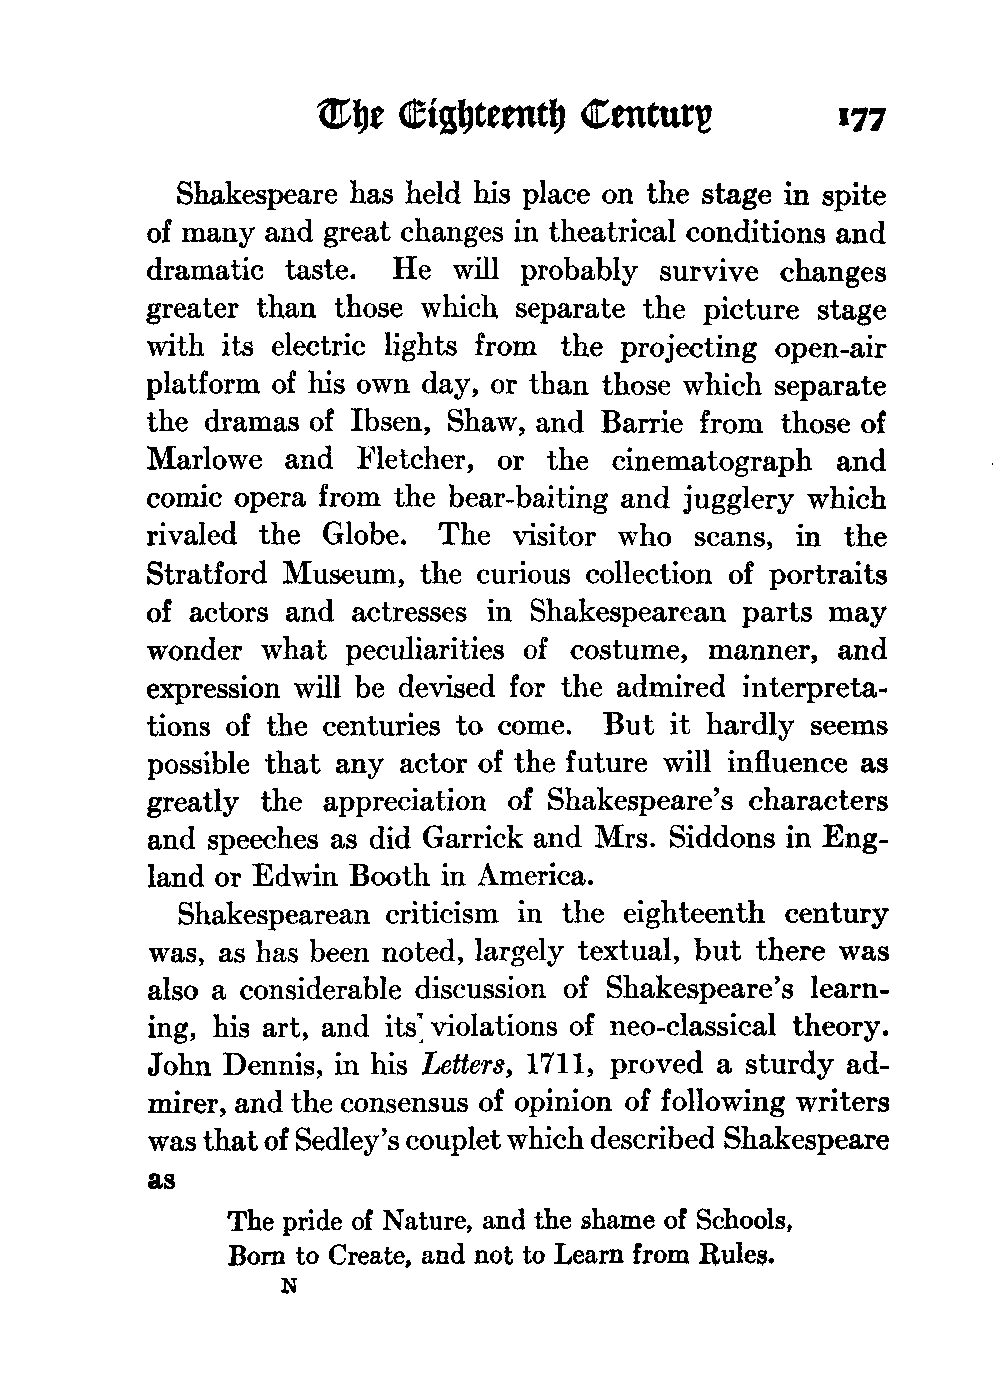 The Eighteenth Century 177
Shakespeare has held his place on the stage in spite
of many and great changes in theatrical conditions and
dramatic taste. He will probably survive changes
greater than those which separate the picture stage
with its electric lights from the projecting open-air
platform of his own day, or than those which separate
the dramas of Ibsen, Shaw, and Barrie from those of
Marlowe and Fletcher, or the cinematograph and
comic opera from the bear-baiting and jugglery which
rivaled the Globe. The visitor who scans, in the
Stratford Museum, the curious collection of portraits
of actors and actresses in Shakespearean parts may
wonder what peculiarities of costume, manner, and
expression will be devised for the admired interpreta-
tions of the centuries to come. But it hardly seems
possible that any actor of the future will influence as
greatly the appreciation of Shakespeare's characters
and speeches as did Garrick and Mrs. Siddons in Eng-
land or Edwin Booth in America.
Shakespearean criticism in the eighteenth century
was, as has been noted, largely textual, but there was
also a considerable discussion of Shakespeare's learn-
ing, his art, and its violations of neo-classical theory.
John Dennis, in his Letters, 1711, proved a sturdy ad-
mirer, and the consensus of opinion of following writers
was that of Sedley's couplet which described Shakespeare
as
The pride of Nature, and the shame of Schools,
Born to Create, and not to Learn from Rules.
N